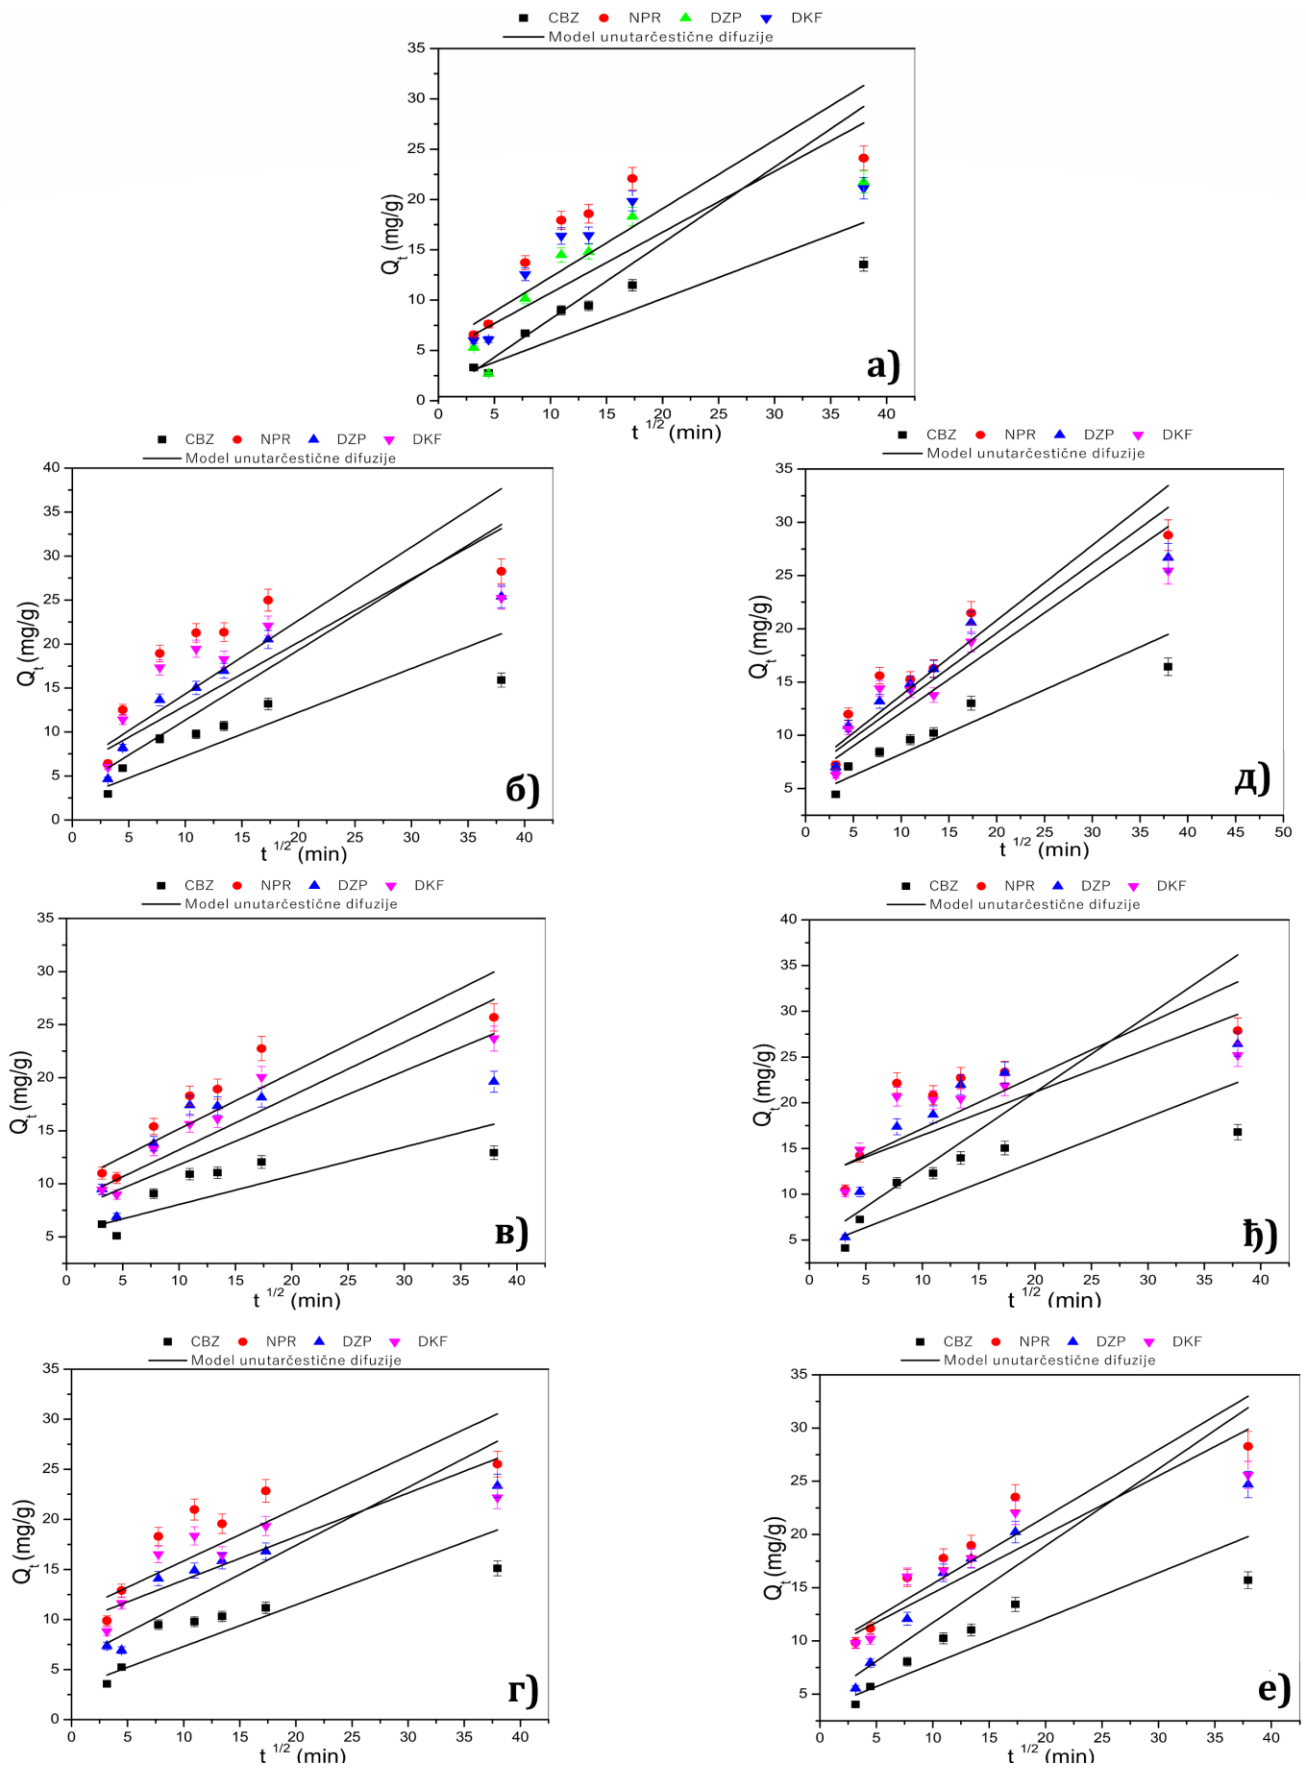 CBZ NPR DZP DKF
Model unutarčestične difuzije
35
30
25
20
15
10
5
0
Q_t (mg/g)
0 5 10 15 20 25 30 35 40
t^1/2 (min)
а)
CBZ NPR DZP DKF
Model unutarčestične difuzije
40
35
30
25
20
15
10
5
0
Q_t (mg/g)
0 5 10 15 20 25 30 35 40
t^1/2 (min)
б)
CBZ NPR DZP DKF
Model unutarčestične difuzije
35
30
25
20
15
10
5
Q_t (mg/g)
0 5 10 15 20 25 30 35 40 45 50
t^1/2 (min)
д)
CBZ NPR DZP DKF
Model unutarčestične difuzije
35
30
25
20
15
10
5
Q_t (mg/g)
0 5 10 15 20 25 30 35 40
t^1/2 (min)
в)
CBZ NPR DZP DKF
Model unutarčestične difuzije
40
35
30
25
20
15
10
5
Q_t (mg/g)
0 5 10 15 20 25 30 35 40
t^1/2 (min)
ђ)
CBZ NPR DZP DKF
Model unutarčestične difuzije
35
30
25
20
15
10
5
0
Q_t (mg/g)
0 5 10 15 20 25 30 35 40
t^1/2 (min)
г)
CBZ NPR DZP DKF
Model unutarčestične difuzije
35
30
25
20
15
10
5
Q_t (mg/g)
0 5 10 15 20 25 30 35 40
t^1/2 (min)
е)